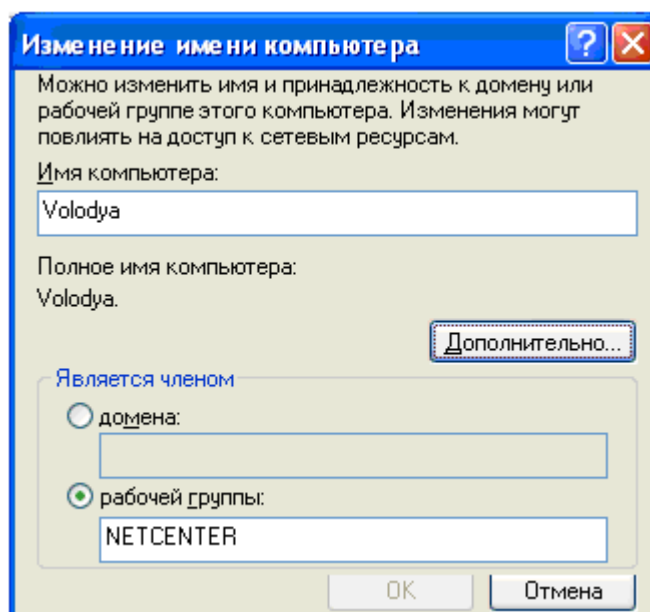 Изменение имени компьютера
Можно изменить имя и принадлежность к домену или
рабочей группе этого компьютера. Изменения могут
повлиять на доступ к сетевым ресурсам.
Имя компьютера:
Volodya
Полное имя компьютера:
Volodya.
Дополнительно...
Является членом
домена:
рабочей группы:
NETCENTER
OK Отмена